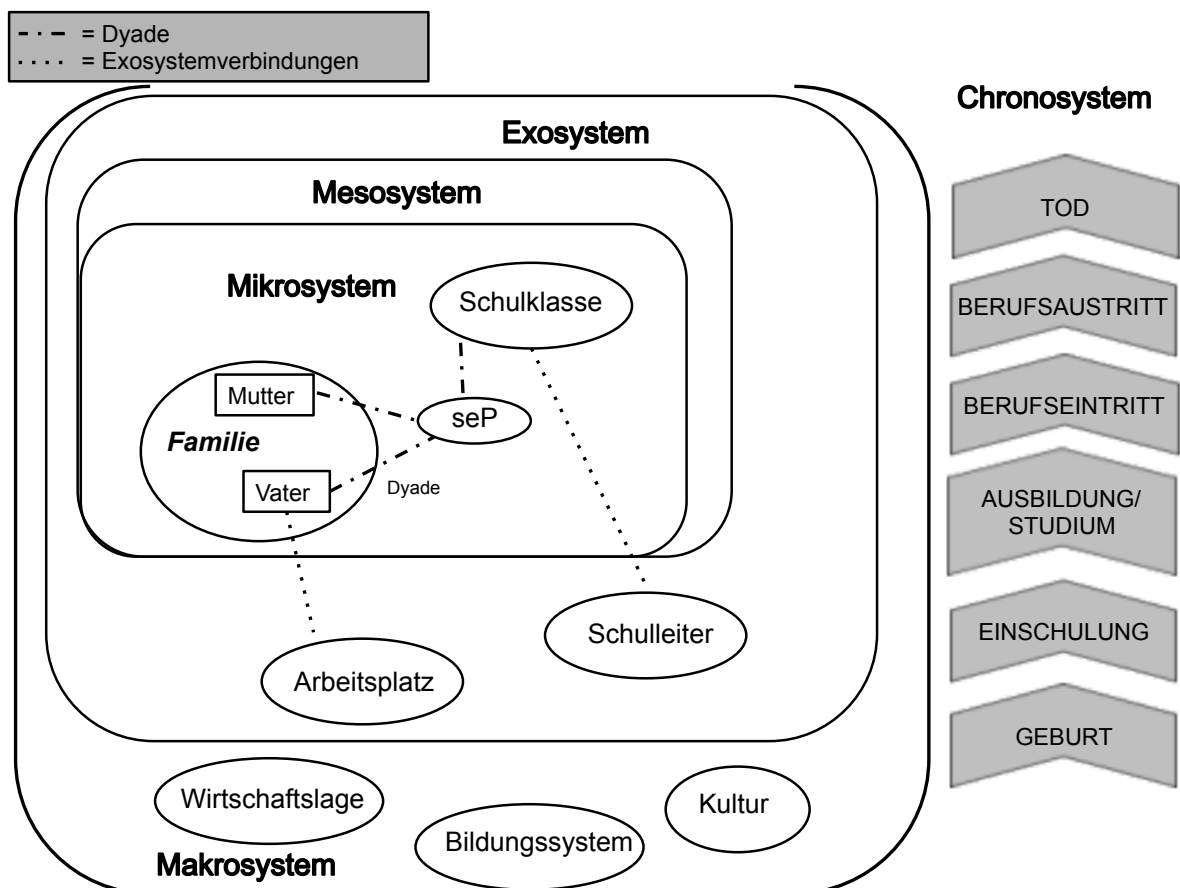 = Dyade
= Exosystemverbindungen
Chronosystem
Exosystem
Mesosystem
Mikrosystem
Schulklasse
Mutter
seP
Familie
Vater
Dyade
Schulleiter
Arbeitsplatz
Wirtschaftslage
Kultur
Bildungssystem
Makrosystem
TOD
BERUFSAUSTRITT
BERUFSEINTRITT
AUSBILDUNG/
STUDIUM
EINSCHULUNG
GEBURT